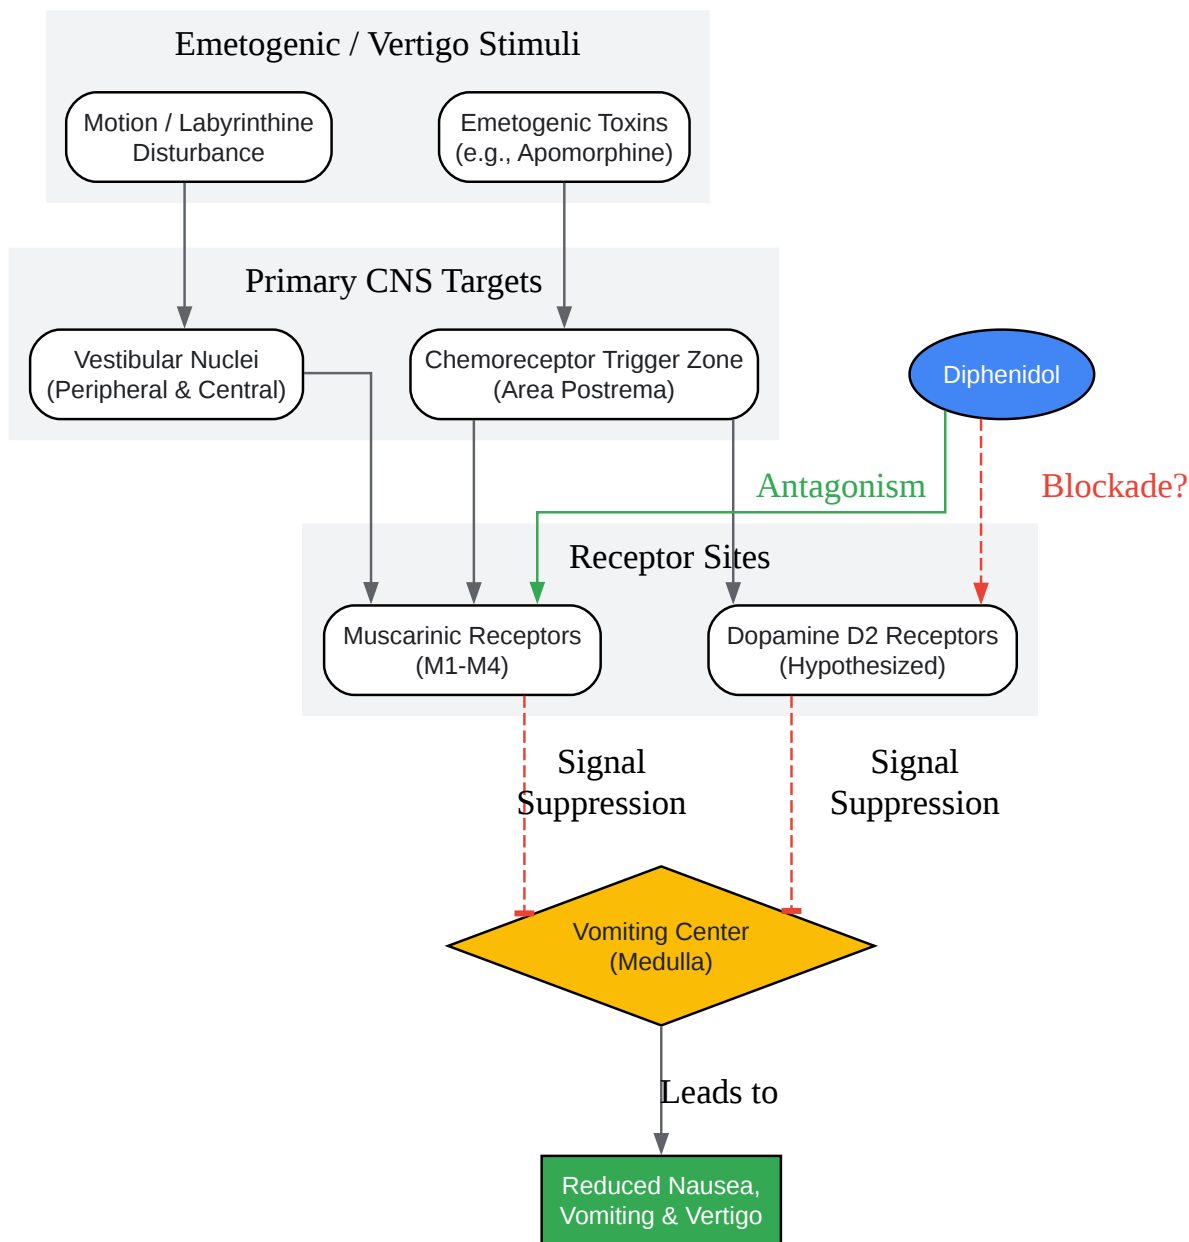 Emetogenic / Vertigo Stimuli
Motion / Labyrinthine
Disturbance
Emetogenic Toxins
(e.g., Apomorphine)
Primary CNS Targets
Vestibular Nuclei
(Peripheral & Central)
Chemoreceptor Trigger Zone
(Area Postrema)
Diphenidol
Antagonism
Blockade?
Receptor Sites
Muscarinic Receptors
(M1-M4)
Dopamine D2 Receptors
(Hypothesized)
Signal
Suppression
Signal
Suppression
Vomiting Center
(Medulla)
Leads to
Reduced Nausea,
Vomiting & Vertigo